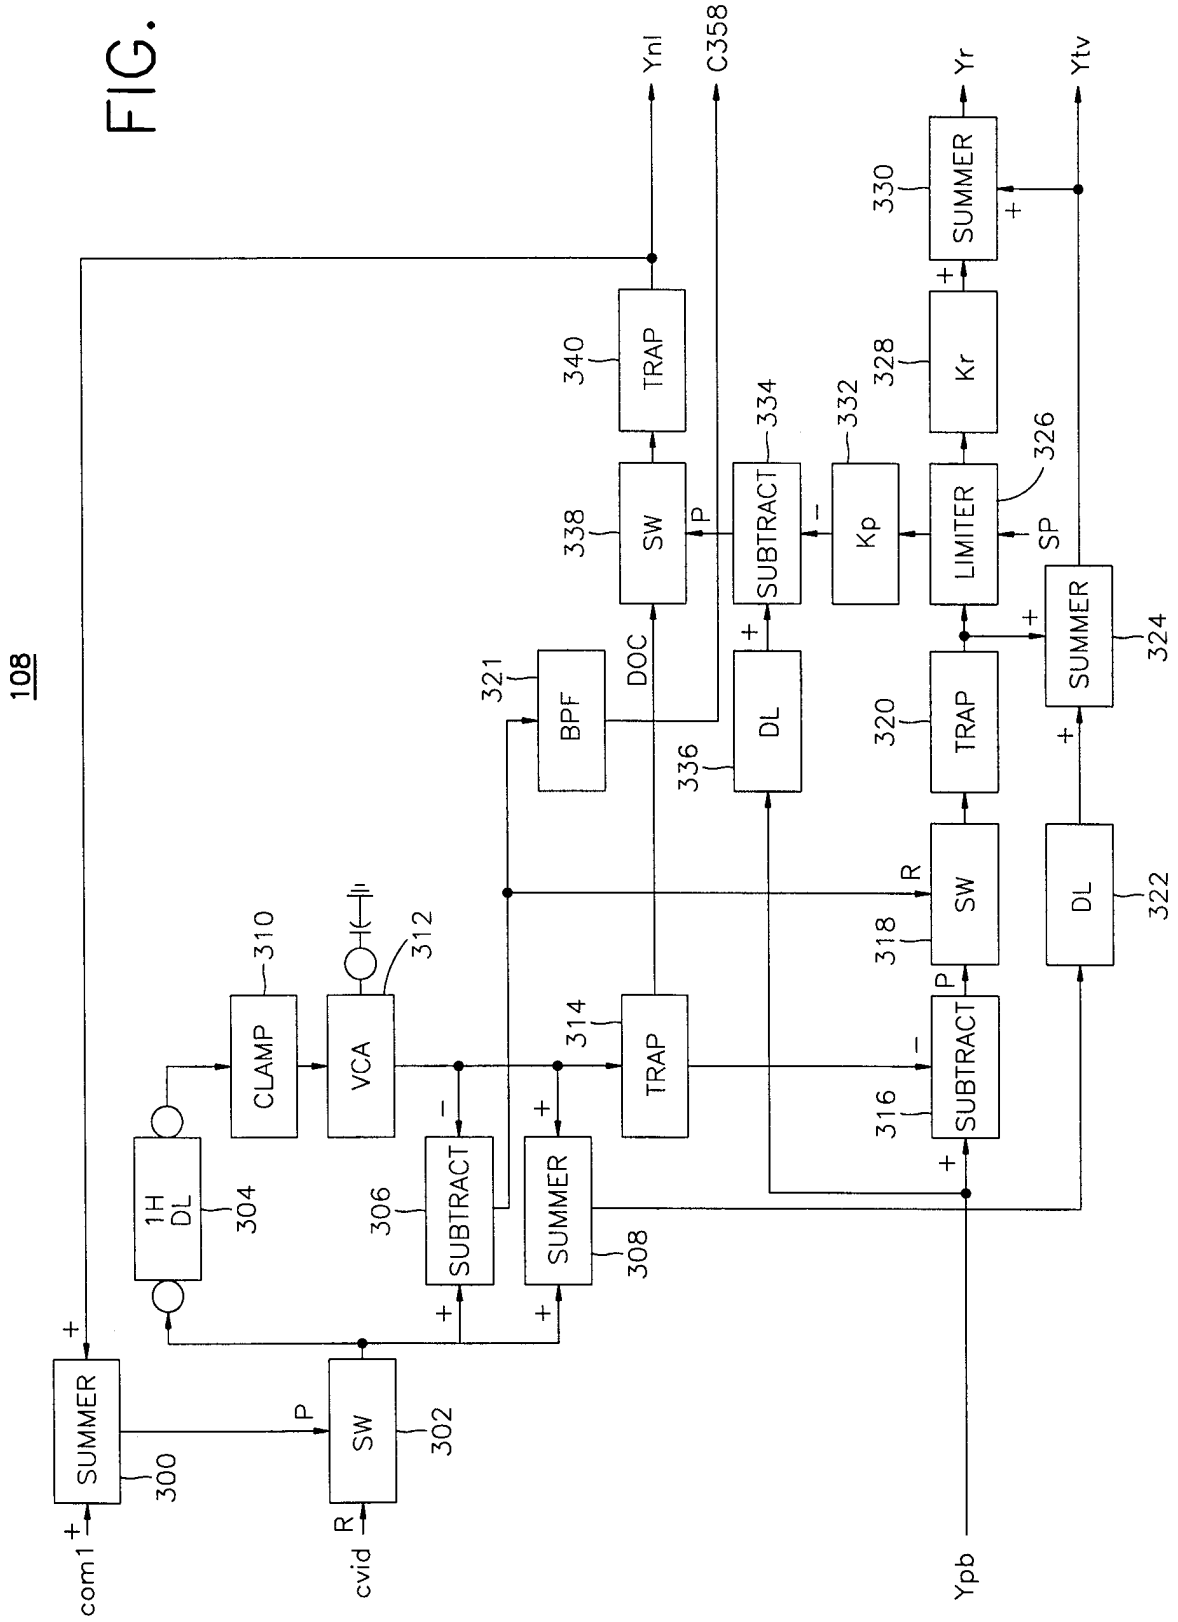 FIG.
108
com1
+
SUMMER
300
+
P
R
cvid
SW
302
1H
DL
304
CLAMP
310
VCA
312
+
-
SUBTRACT
306
+
+
SUMMER
308
TRAP
314
BPF
321
DOC
SW
338
P
TRAP
340
Ynl
C358
DL
336
+
SUBTRACT
334
-
Kp
332
Ypb
+
-
SUBTRACT
316
P
R
SW
318
TRAP
320
LIMITER
326
SP
Kr
328
+
SUMMER
330
+
Yr
DL
322
+
+
SUMMER
324
Ytv